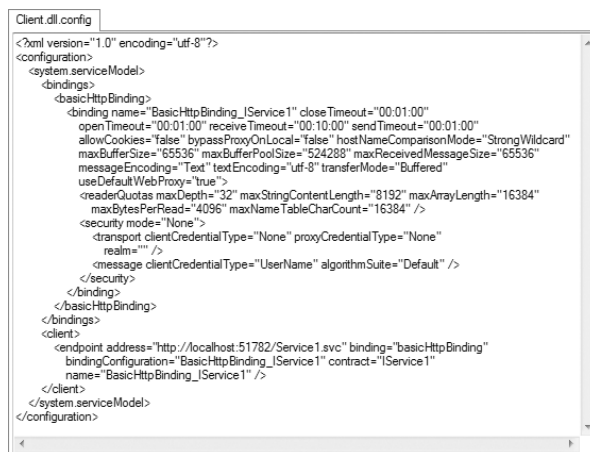 Client.dll.config
<?xml version="1.0" encoding="utf-8"?>
<configuration>
<system.serviceModel>
<bindings>
<basicHttpBinding>
<binding name="BasicHttpBinding_IService1" closeTimeout="00:01:00"
openTimeout="00:01:00" receiveTimeout="00:10:00" sendTimeout="00:01:00"
allowCookies="false" bypassProxyOnLocal="false" hostNameComparisonMode="StrongWildcard"
maxBufferSize="65536" maxBufferPoolSize="524288" maxReceivedMessageSize="65536"
messageEncoding="Text" textEncoding="utf-8" transferMode="Buffered"
useDefaultWebProxy="true">
<readerQuotas maxDepth="32" maxStringContentLength="8192" maxArrayLength="16384"
maxBytesPerRead="4096" maxNameTableCharCount="16384" />
<security mode="None">
<transport clientCredentialType="None" proxyCredentialType="None"
realm="" />
<message clientCredentialType="UserName" algorithmSuite="Default" />
</security>
</binding>
</basicHttpBinding>
</bindings>
<client>
<endpoint address="http://localhost:51782/Service1.svc" binding="basicHttpBinding"
bindingConfiguration="BasicHttpBinding_IService1" contract="IService1"
name="BasicHttpBinding_IService1" />
</client>
</system.serviceModel>
</configuration>